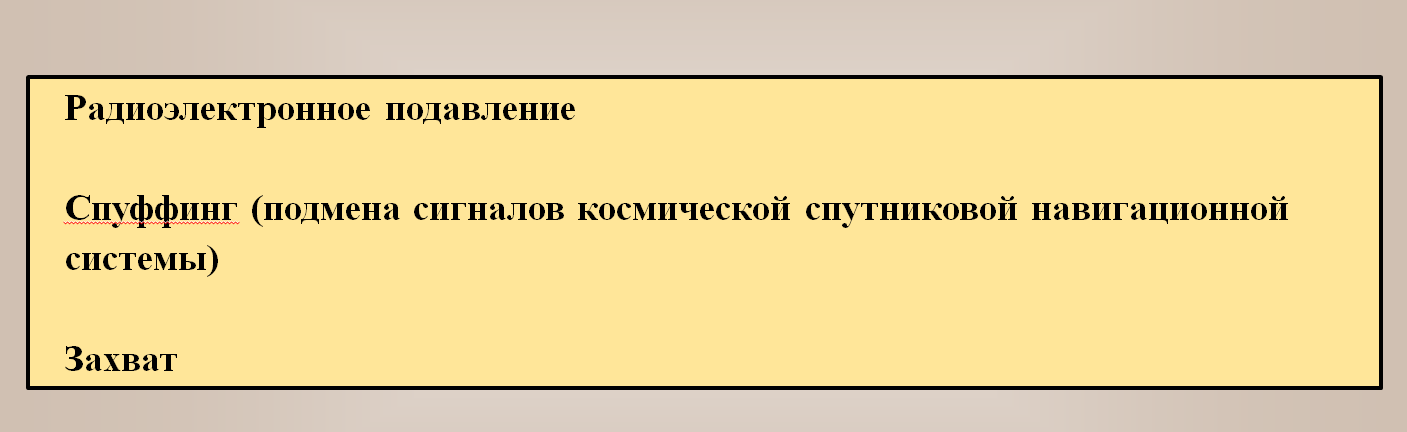 Радиоэлектронное подавление
Спуффинг (подмена сигналов космической спутниковой навигационной
системы)
Захват